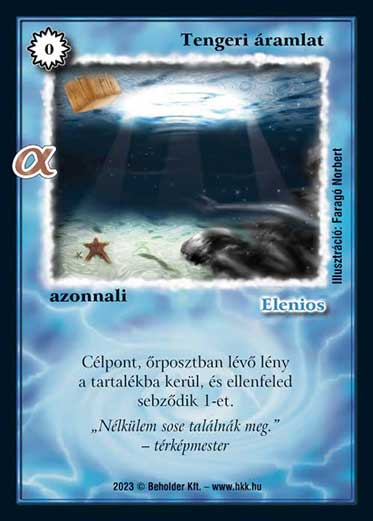 0
Tengeri áramlat
α
Illusztráció: Faragó Norbert
azonnali
Elenios
Célpont, őrposztban lévő lény
a tartalékba kerül, és ellenfeled
sebződik 1-et.
„Nélkülem sose találnák meg.”
– térképmester
2023 © Beholder Kft. – www.hkk.hu